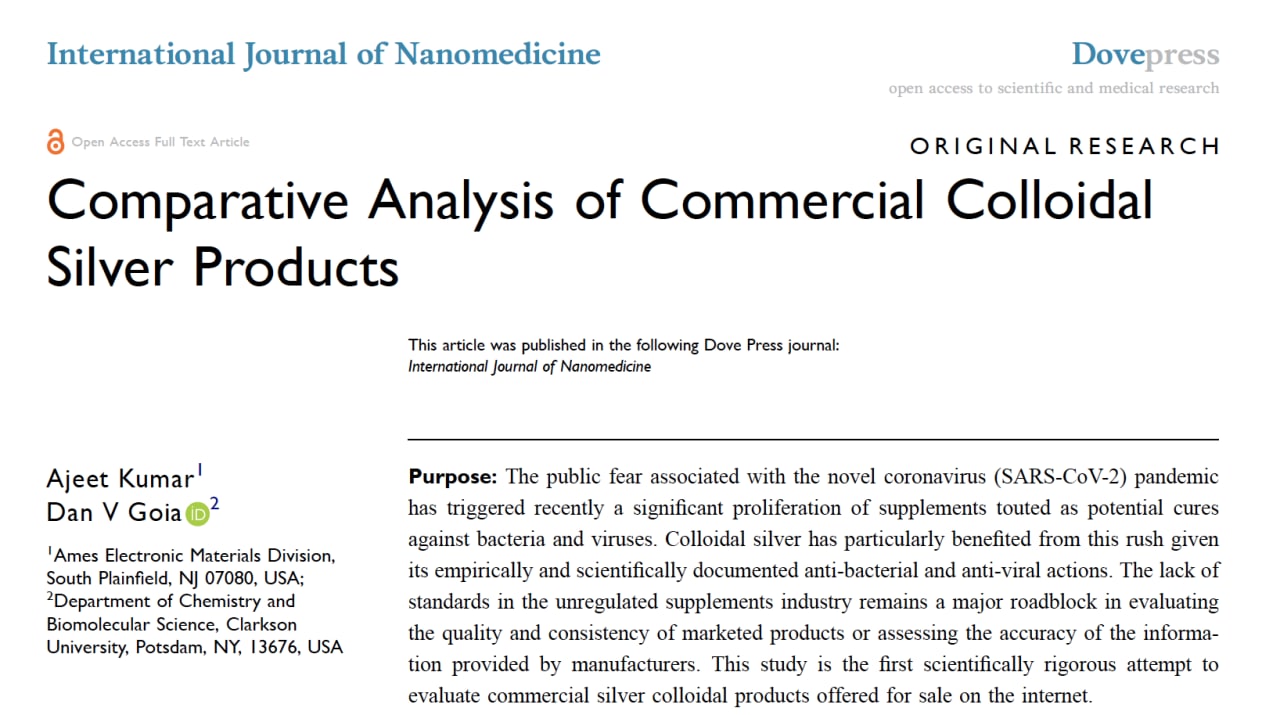 International Journal of Nanomedicine
Dovepress
open access to scientific and medical research
Open Access Full Text Article
ORIGINAL RESEARCH
Comparative Analysis of Commercial Colloidal
Silver Products
This article was published in the following Dove Press journal:
International Journal of Nanomedicine
Ajeet Kumar1
Dan V Goia iD 2
1Ames Electronic Materials Division,
South Plainfield, NJ 07080, USA;
2Department of Chemistry and
Biomolecular Science, Clarkson
University, Potsdam, NY, 13676, USA
Purpose: The public fear associated with the novel coronavirus (SARS-CoV-2) pandemic
has triggered recently a significant proliferation of supplements touted as potential cures
against bacteria and viruses. Colloidal silver has particularly benefited from this rush given
its empirically and scientifically documented anti-bacterial and anti-viral actions. The lack of
standards in the unregulated supplements industry remains a major roadblock in evaluating
the quality and consistency of marketed products or assessing the accuracy of the informa-
tion provided by manufacturers. This study is the first scientifically rigorous attempt to
evaluate commercial silver colloidal products offered for sale on the internet.